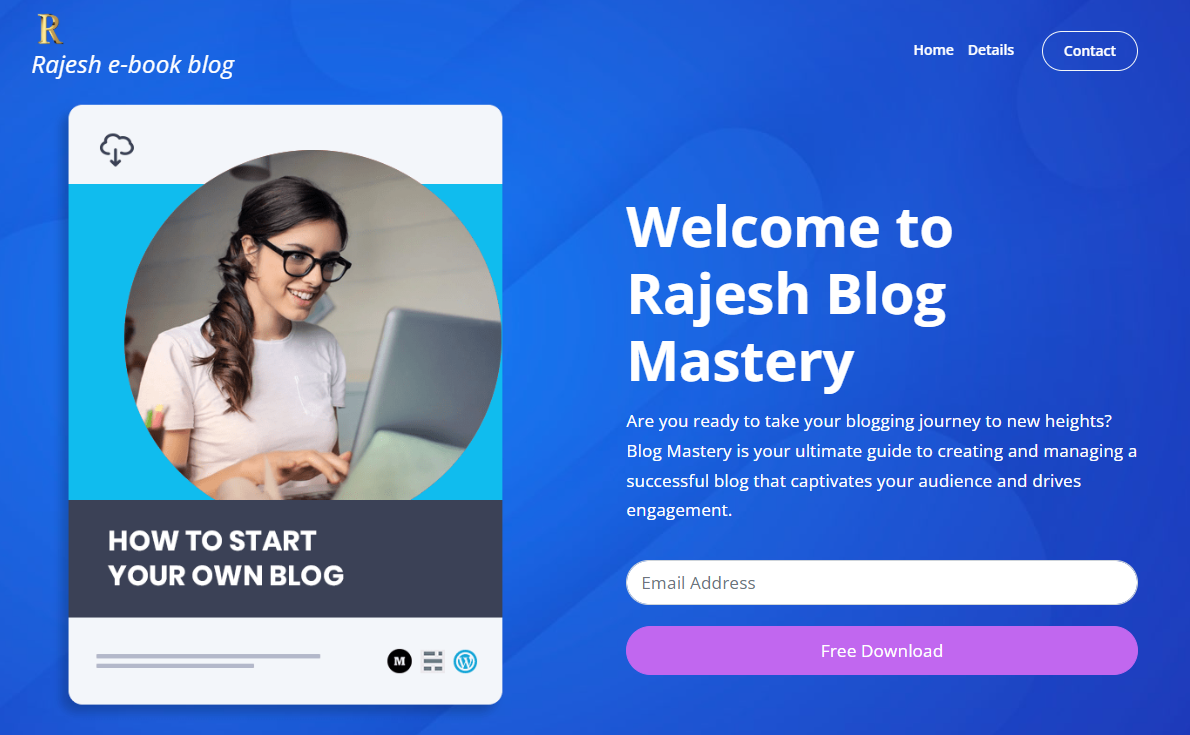 R
Rajesh e-book blog
Home Details Contact
HOW TO START
YOUR OWN BLOG
M
W
Welcome to
Rajesh Blog
Mastery
Are you ready to take your blogging journey to new heights?
Blog Mastery is your ultimate guide to creating and managing a
successful blog that captivates your audience and drives
engagement.
Email Address
Free Download